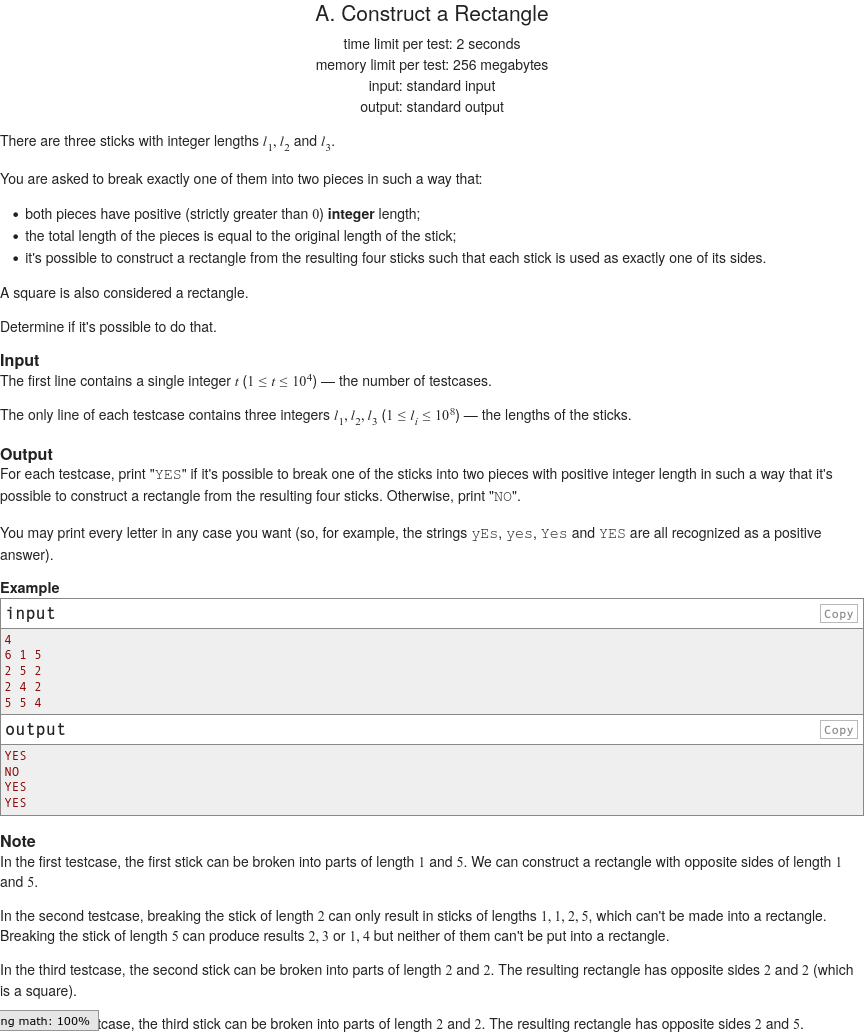 A. Construct a Rectangle
time limit per test: 2 seconds
memory limit per test: 256 megabytes
input: standard input
output: standard output
There are three sticks with integer lengths l1, l2 and l3.
You are asked to break exactly one of them into two pieces in such a way that:
• both pieces have positive (strictly greater than 0) integer length;
• the total length of the pieces is equal to the original length of the stick;
• it's possible to construct a rectangle from the resulting four sticks such that each stick is used as exactly one of its sides.
A square is also considered a rectangle.
Determine if it's possible to do that.
Input
The first line contains a single integer t (1 ≤ t ≤ 10^4) — the number of testcases.
The only line of each testcase contains three integers l1, l2, l3 (1 ≤ li ≤ 10^8) — the lengths of the sticks.
Output
For each testcase, print "YES" if it's possible to break one of the sticks into two pieces with positive integer length in such a way that it's
possible to construct a rectangle from the resulting four sticks. Otherwise, print "NO".
You may print every letter in any case you want (so, for example, the strings yEs, yes, Yes and YES are all recognized as a positive
answer).
Example
input Copy
4
6 1 5
2 5 2
2 4 2
5 5 4
output Copy
YES
NO
YES
YES
Note
In the first testcase, the first stick can be broken into parts of length 1 and 5. We can construct a rectangle with opposite sides of length 1
and 5.
In the second testcase, breaking the stick of length 2 can only result in sticks of lengths 1, 1, 2, 5, which can't be made into a rectangle.
Breaking the stick of length 5 can produce results 2, 3 or 1, 4 but neither of them can't be put into a rectangle.
In the third testcase, the second stick can be broken into parts of length 2 and 2. The resulting rectangle has opposite sides 2 and 2 (which
is a square).
ng math: 100% tcase, the third stick can be broken into parts of length 2 and 2. The resulting rectangle has opposite sides 2 and 5.